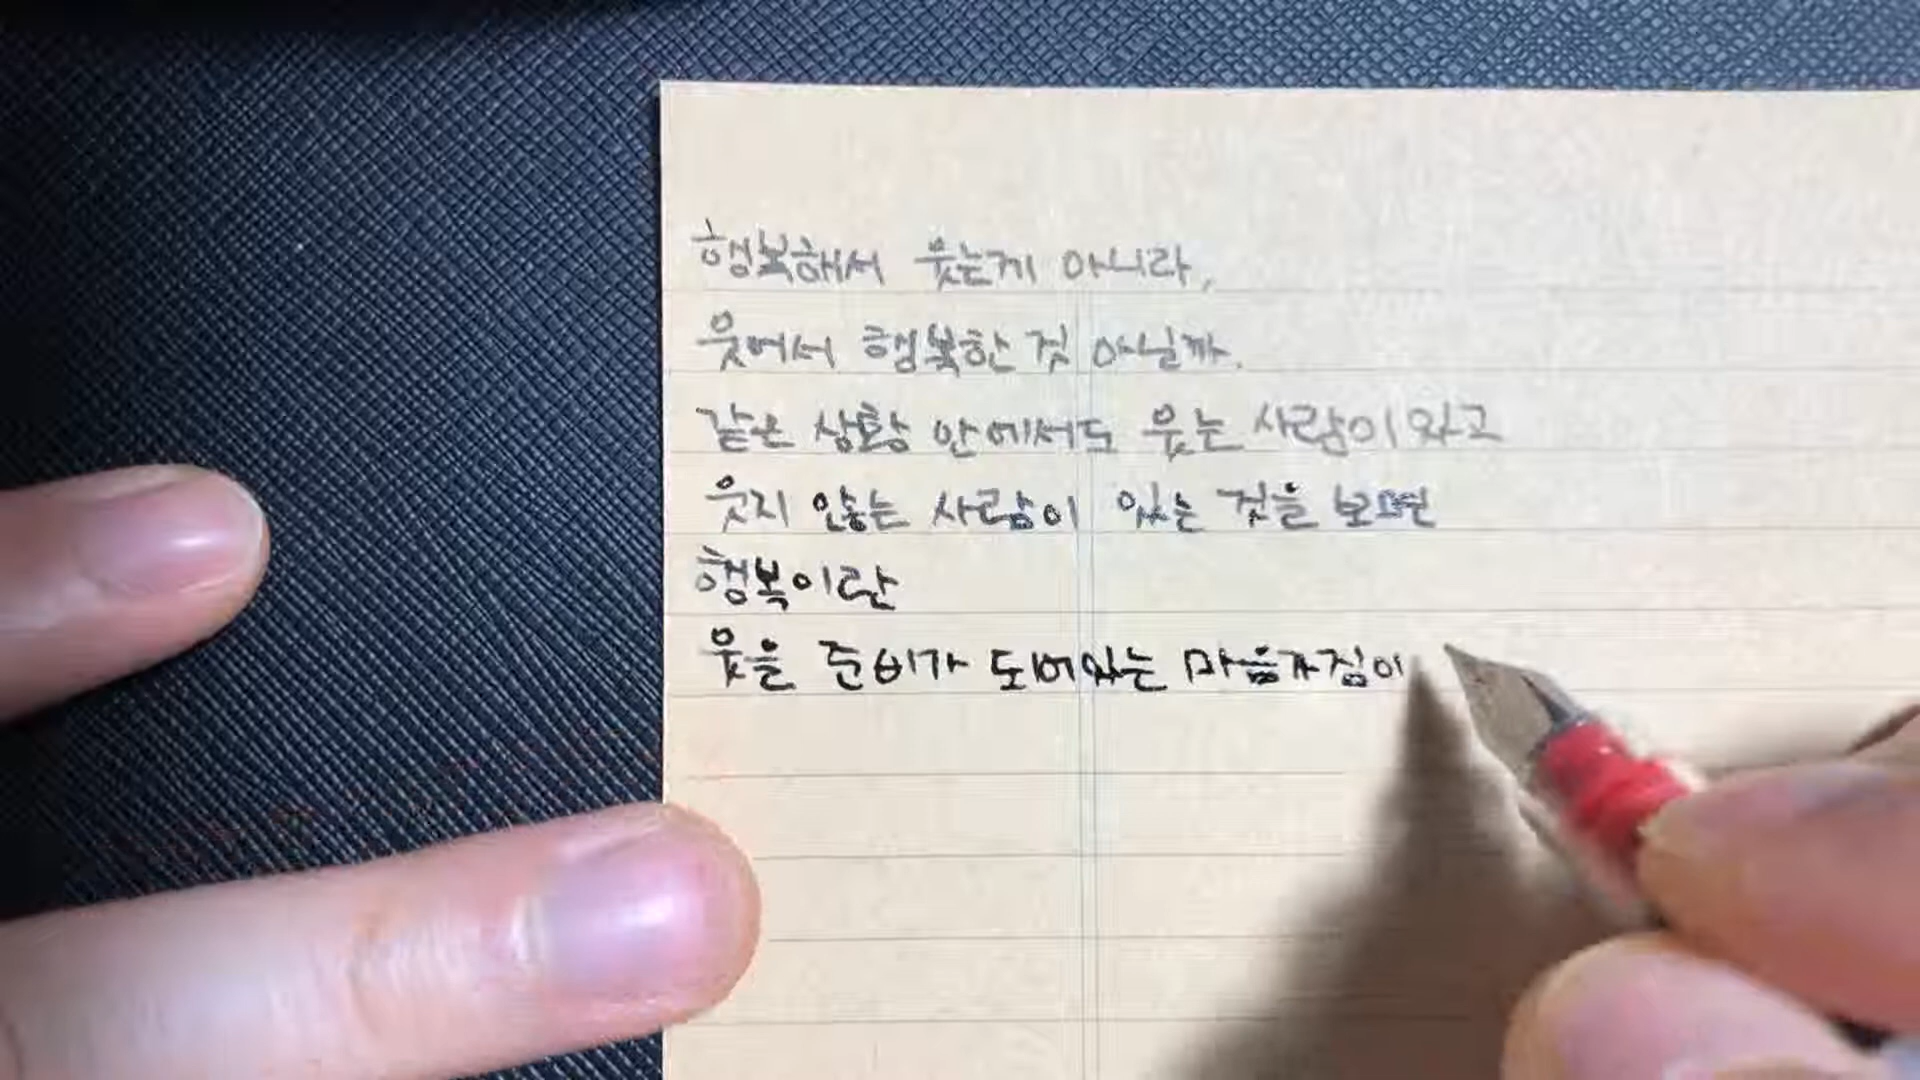 행복해서 웃는게 아니라,
웃어서 행복한 것 아닐까.
같은 상황 안에서도 웃는 사람이 있고
웃지 않는 사람이 있는 것을 보면
행복이란
웃을 준비가 되어있는 마음가짐이